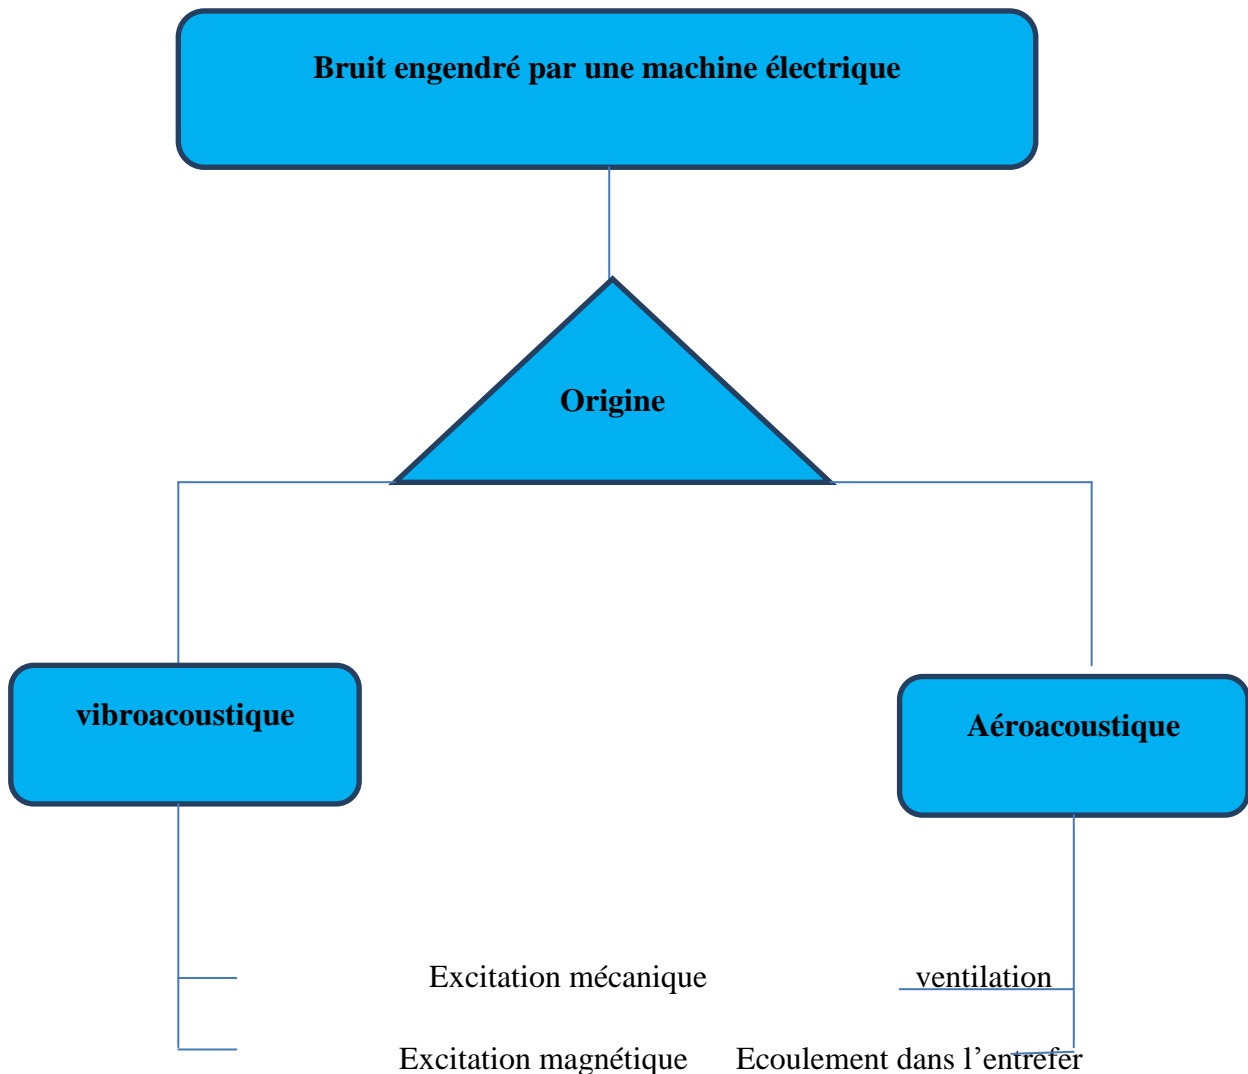 Bruit engendré par une machine électrique
Origine
vibroacoustique
Aéroacoustique
Excitation mécanique
ventilation
Excitation magnétique
Ecoulement dans l’entrefer